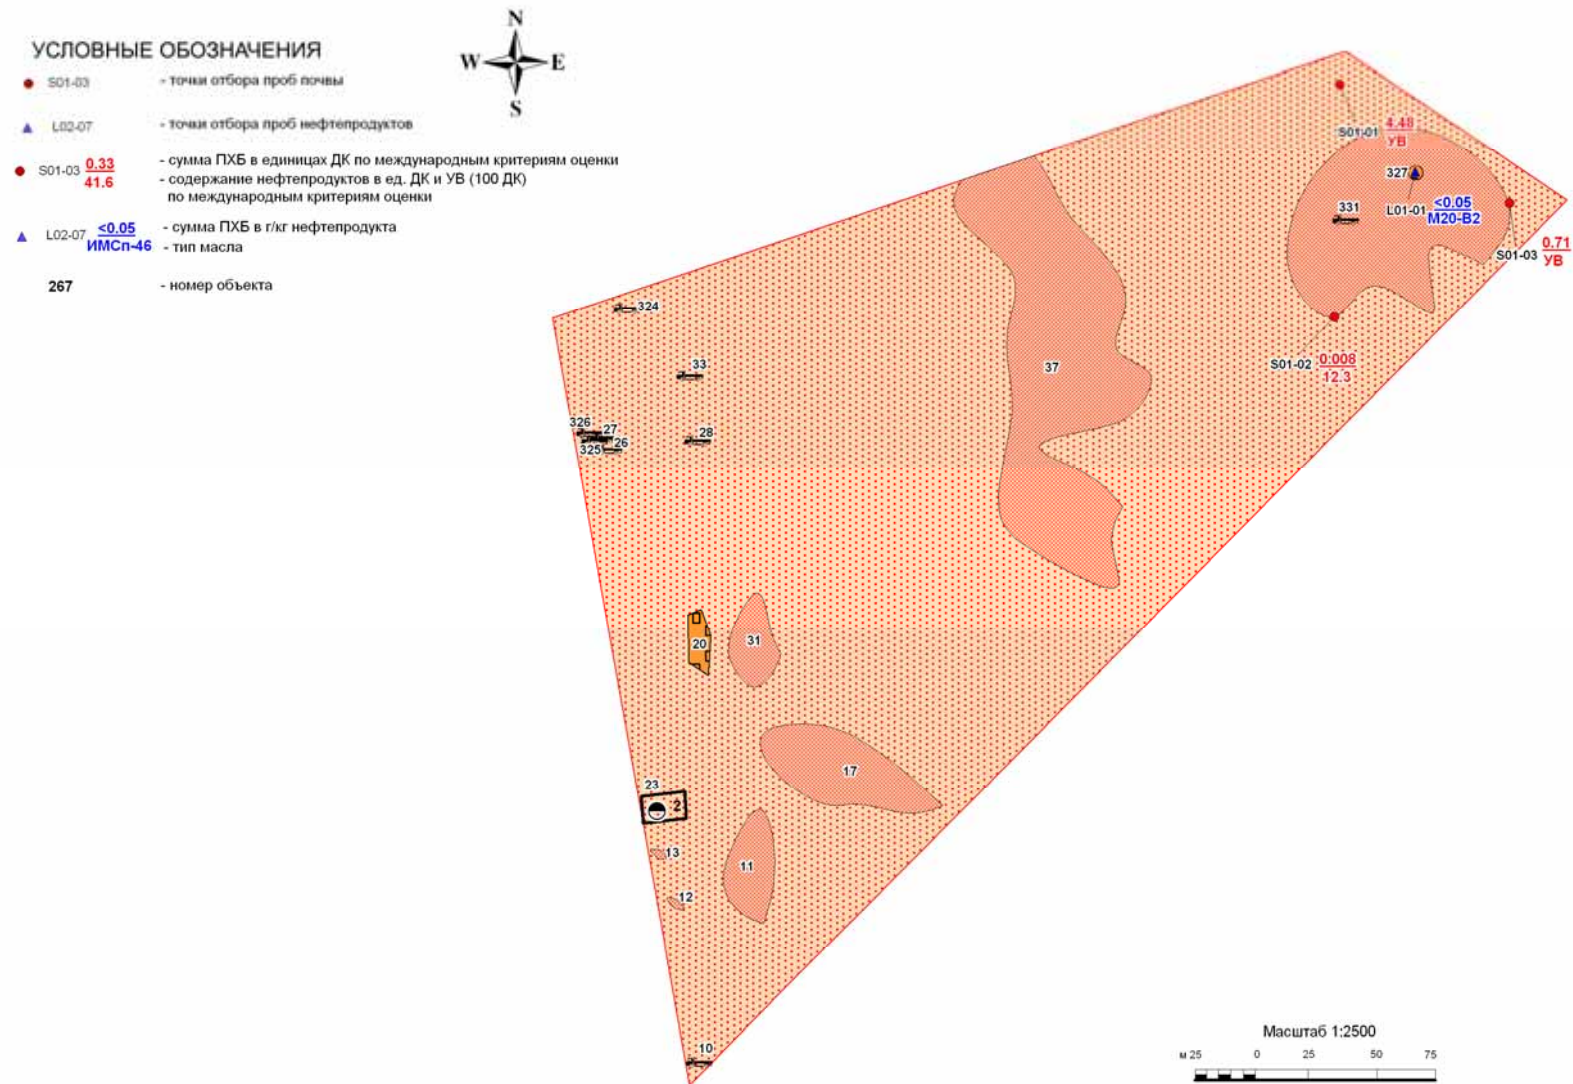 N
W E
S
УСЛОВНЫЕ ОБОЗНАЧЕНИЯ
S01-03 - точки отбора проб почвы
L02-07 - точки отбора проб нефтепродуктов
S01-03 0.33 - сумма ПХБ в единицах ДК по международным критериям оценки
41.6 - содержание нефтепродуктов в ед. ДК и УВ (100 ДК)
по международным критериям оценки
L02-07 <0.05 - сумма ПХБ в г/кг нефтепродукта
ИМСп-46 - тип масла
267 - номер объекта
S01-01 4.48
УВ
327
L01-01 <0.05
М20-В2
331
S01-03 0.71
УВ
S01-02 0.008
12.3
324
33
37
326 27
28
325 26
20
31
17
23
2
13
11
12
10
Масштаб 1:2500
м 25 0 25 50 75